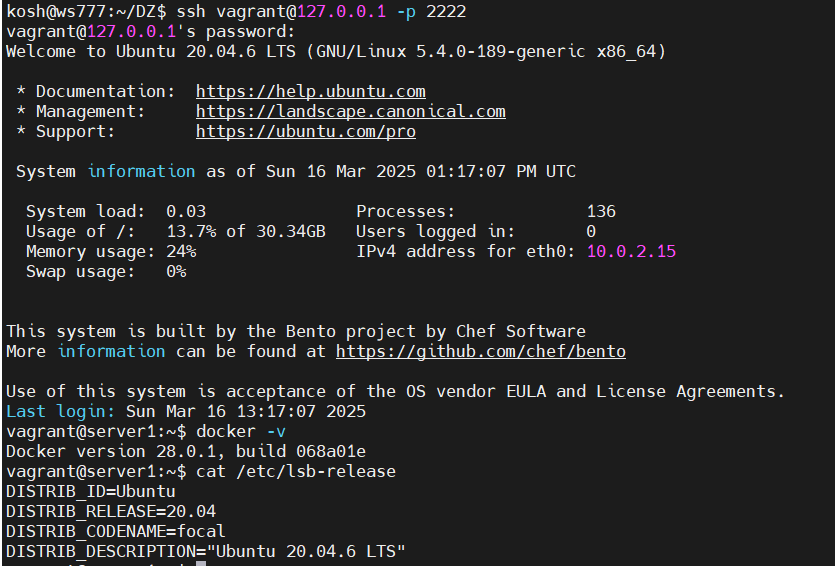 kosh@ws777:~/DZ$ ssh vagrant@127.0.0.1 -p 2222
vagrant@127.0.0.1's password:
Welcome to Ubuntu 20.04.6 LTS (GNU/Linux 5.4.0-189-generic x86_64)
* Documentation:  https://help.ubuntu.com
* Management:     https://landscape.canonical.com
* Support:        https://ubuntu.com/pro
System information as of Sun 16 Mar 2025 01:17:07 PM UTC
System load:  0.03               Processes:             136
Usage of /:   13.7% of 30.34GB   Users logged in:       0
Memory usage: 24%                IPv4 address for eth0: 10.0.2.15
Swap usage:   0%
This system is built by the Bento project by Chef Software
More information can be found at https://github.com/chef/bento
Use of this system is acceptance of the OS vendor EULA and License Agreements.
Last login: Sun Mar 16 13:17:07 2025
vagrant@server1:~$ docker -v
Docker version 28.0.1, build 068a01e
vagrant@server1:~$ cat /etc/lsb-release
DISTRIB_ID=Ubuntu
DISTRIB_RELEASE=20.04
DISTRIB_CODENAME=focal
DISTRIB_DESCRIPTION="Ubuntu 20.04.6 LTS"